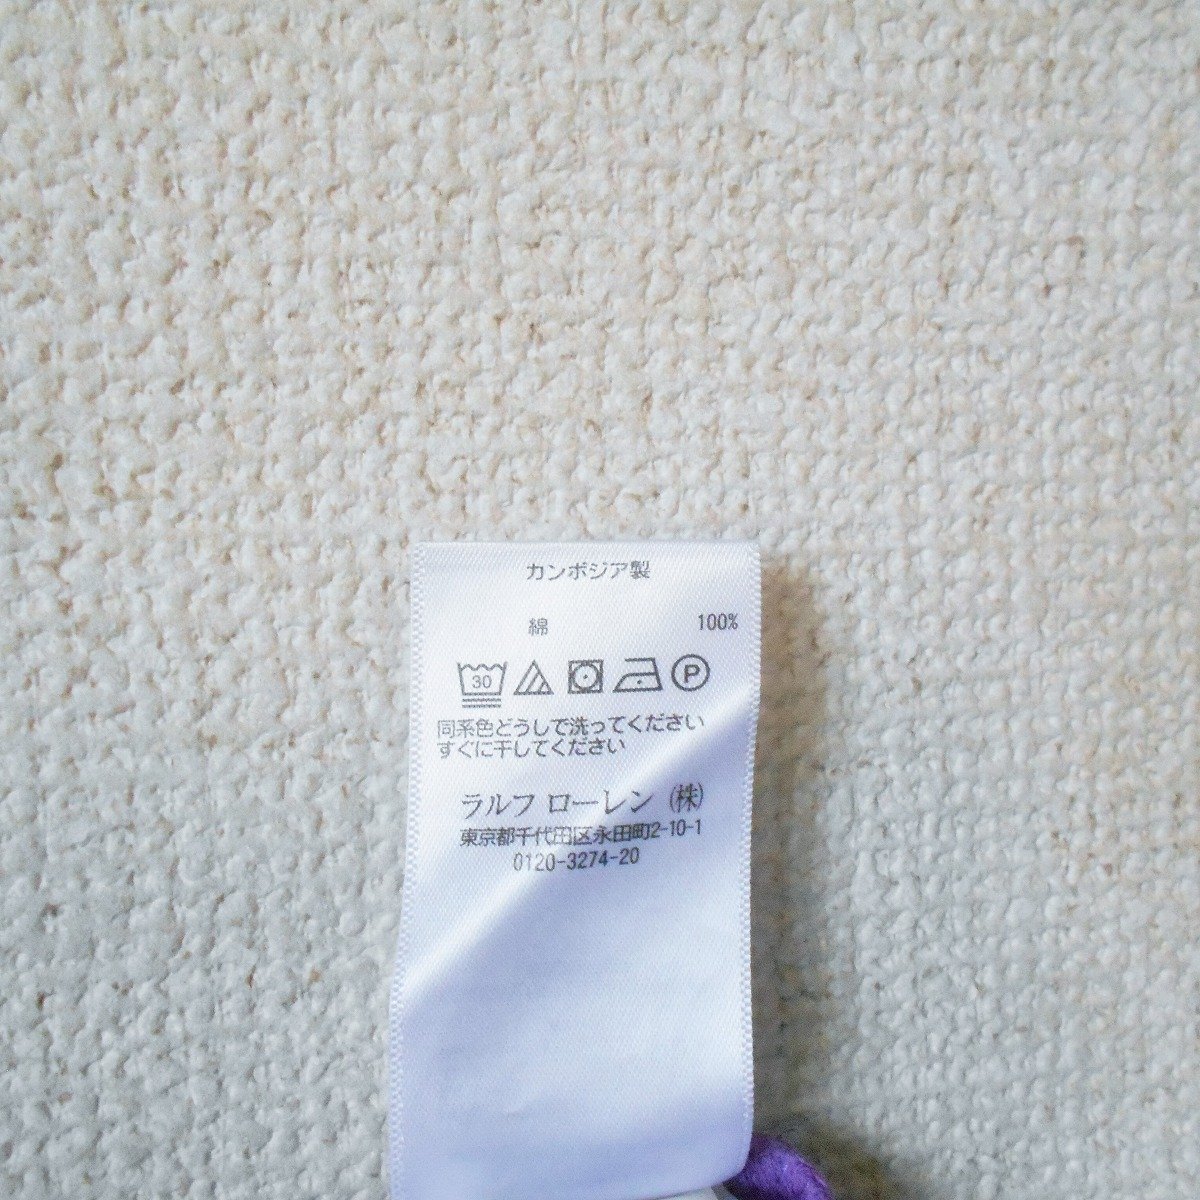 カンボジア製
綿 100%
30 P
同系色どうしで洗ってください
すぐに干してください
ラルフ ローレン (株)
東京都千代田区永田町2-10-1
0120-3274-20